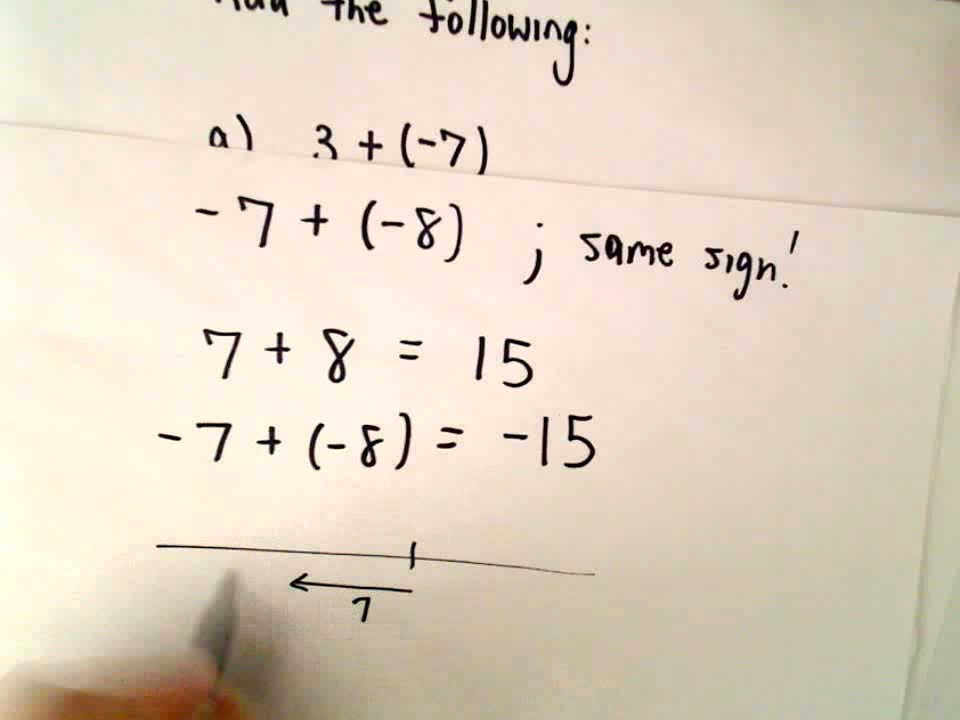 the following:
a) 3 + (-7)
-7 + (-8) ; same sign!
7 + 8 = 15
-7 + (-8) = -15
7